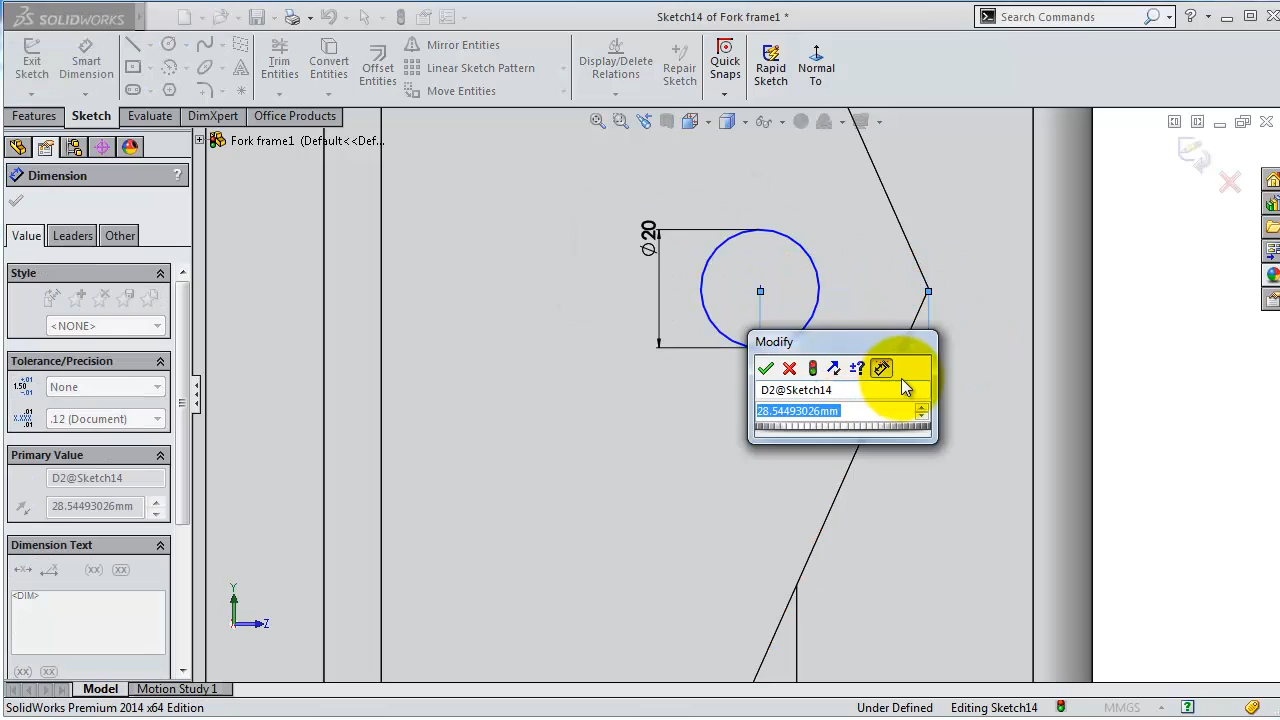 SOLIDWORKS
Sketch14 of Fork frame1 *
Search Commands
Exit Sketch
Smart Dimension
Trim Entities
Convert Entities
Offset Entities
Mirror Entities
Linear Sketch Pattern
Move Entities
Display/Delete Relations
Repair Sketch
Quick Snaps
Rapid Sketch
Normal To
Features
Sketch
Evaluate
DimXpert
Office Products
Fork frame1 (Default<<Def...
Dimension
?
Value
Leaders
Other
Style
<NONE>
Tolerance/Precision
None
.12 (Document)
Primary Value
D2@Sketch14
28.54493026mm
Dimension Text
<DIM>
(xx)
(xx)
∅20
Modify
D2@Sketch14
28.54493026mm
Y
Z
Model
Motion Study 1
SolidWorks Premium 2014 x64 Edition
Under Defined
Editing Sketch14
MMGS